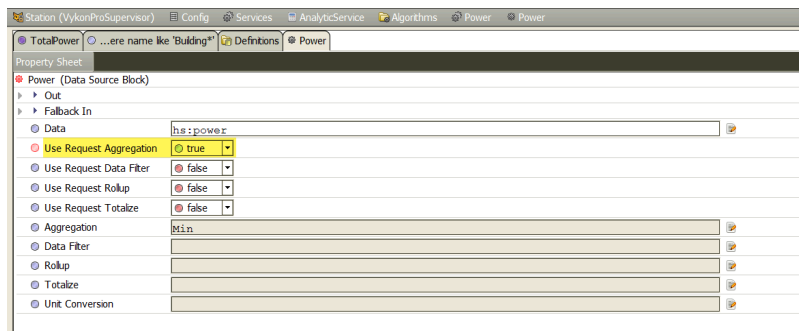 Station (VykonProSupervisor) Config Services AnalyticService Algorithms Power Power
TotalPower ...ere name like 'Building*' Definitions Power
Property Sheet
Power (Data Source Block)
Out
Fallback In
Data hs:power
Use Request Aggregation true
Use Request Data Filter false
Use Request Rollup false
Use Request Totalize false
Aggregation Min
Data Filter
Rollup
Totalize
Unit Conversion